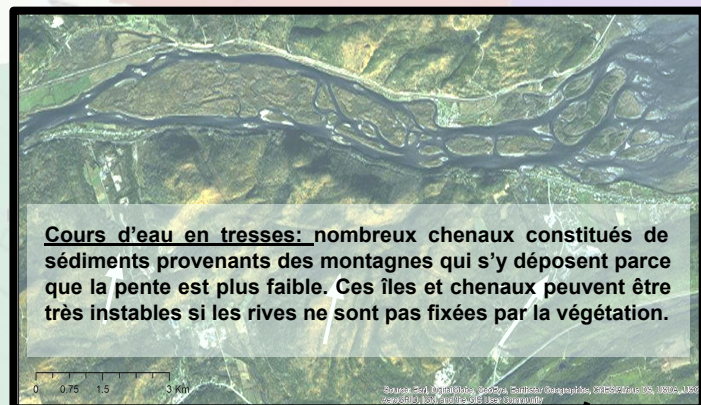 Cours d'eau en tresses: nombreux chenaux constitués de
sédiments provenants des montagnes qui s'y déposent parce
que la pente est plus faible. Ces îles et chenaux peuvent être
très instables si les rives ne sont pas fixées par la végétation.
0 0.75 1.5 3 Km
Source: Esri, DigitalGlobe, GeoEye, Earthstar Geographics, CNES/Airbus DS, USDA, USGS
AeroGRID, IGN, and the GIS User Community